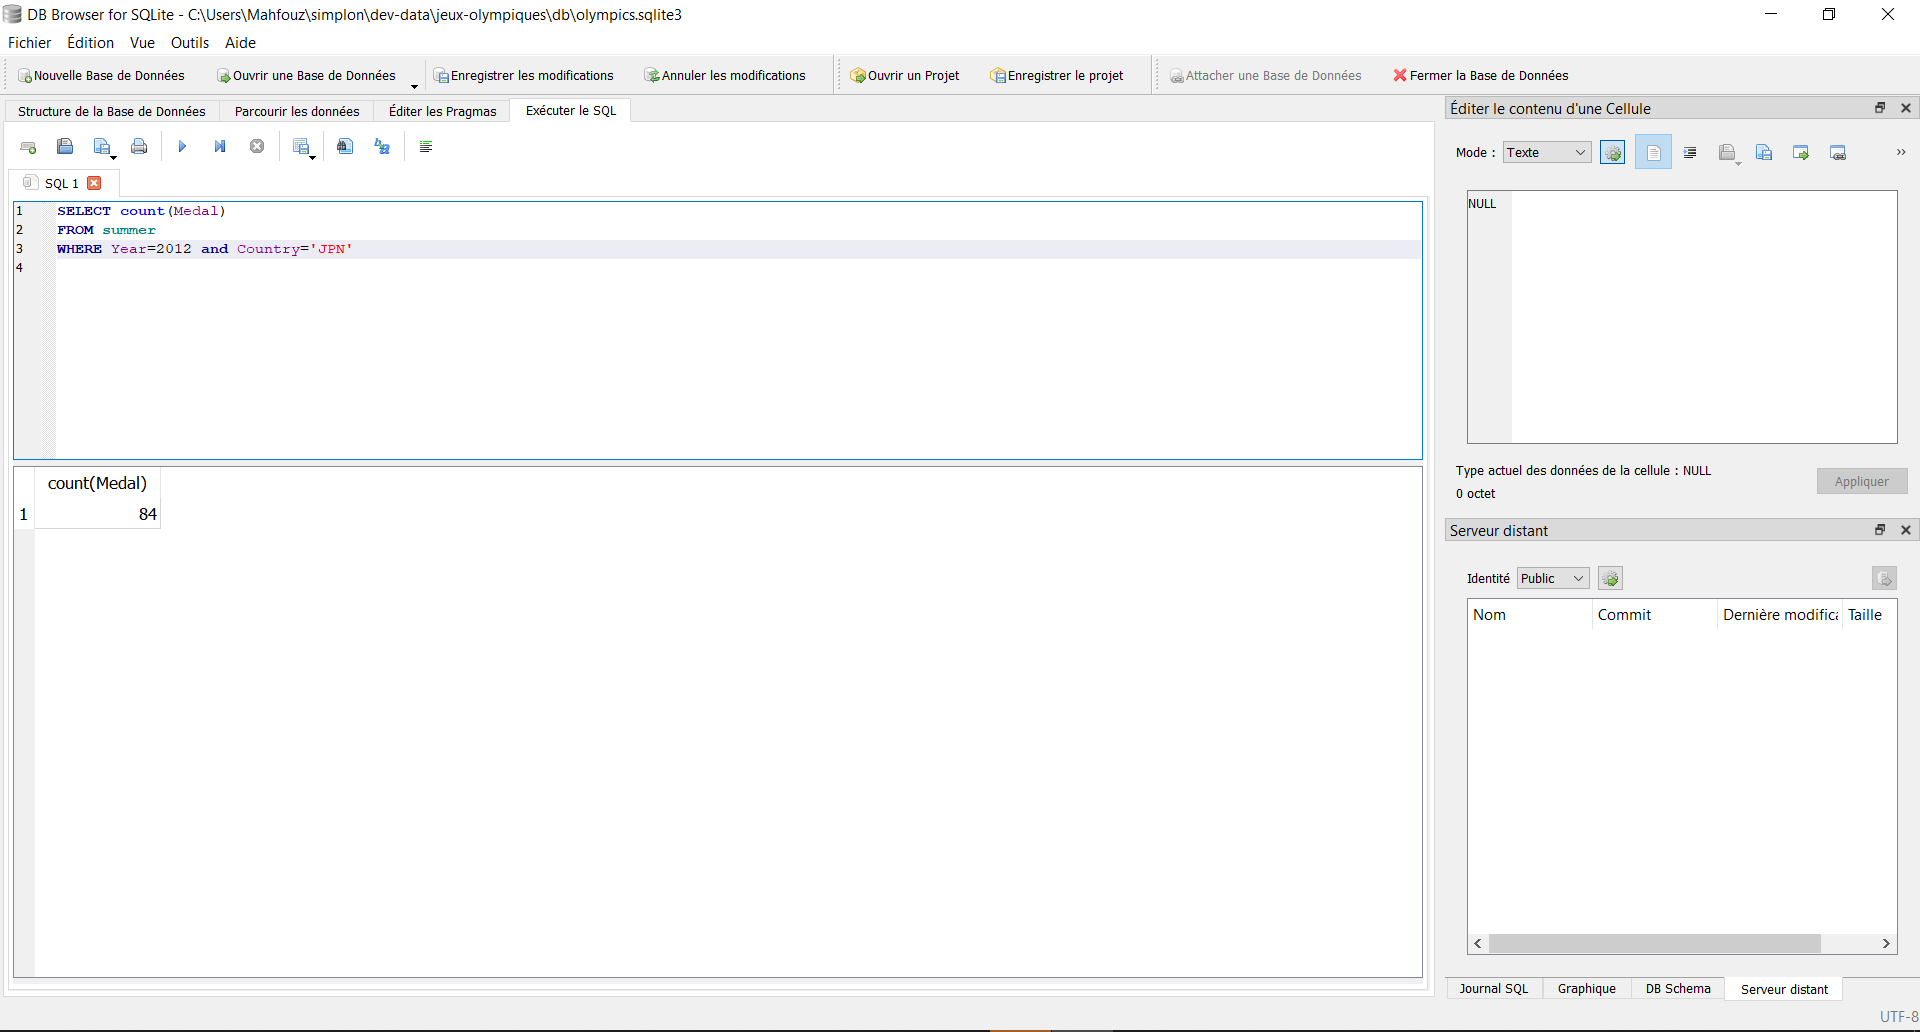 DB Browser for SQLite - C:\Users\Mahfouz\simplon\dev-data\jeux-olympiques\db\olympics.sqlite3
Fichier Édition Vue Outils Aide
Nouvelle Base de Données Ouvrir une Base de Données Enregistrer les modifications Annuler les modifications Ouvrir un Projet Enregistrer le projet Attacher une Base de Données Fermer la Base de Données
Structure de la Base de Données Parcourir les données Éditer les Pragmas Exécuter le SQL
SQL 1
1 SELECT count(Medal)
2 FROM summer
3 WHERE Year=2012 and Country='JPN'
4
count(Medal)
1 84
Éditer le contenu d'une Cellule
Mode : Texte
NULL
Type actuel des données de la cellule : NULL
0 octet
Appliquer
Serveur distant
Identité Public
Nom Commit Dernière modifica Taille
Journal SQL Graphique DB Schema Serveur distant
UTF-8